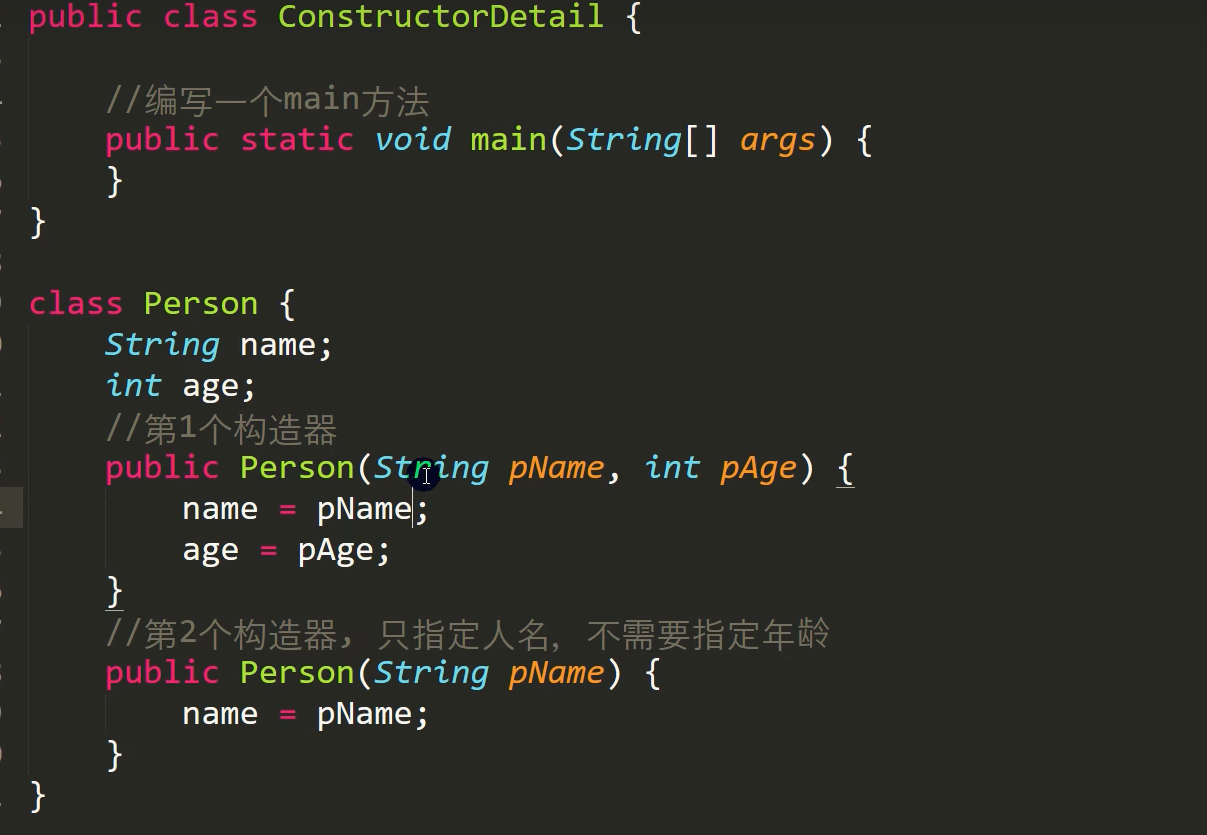 public class ConstructorDetail {
//编写一个main方法
public static void main(String[] args) {
}
}
class Person {
String name;
int age;
//第1个构造器
public Person(String pName, int pAge) {
name = pName;
age = pAge;
}
//第2个构造器，只指定人名，不需要指定年龄
public Person(String pName) {
name = pName;
}
}